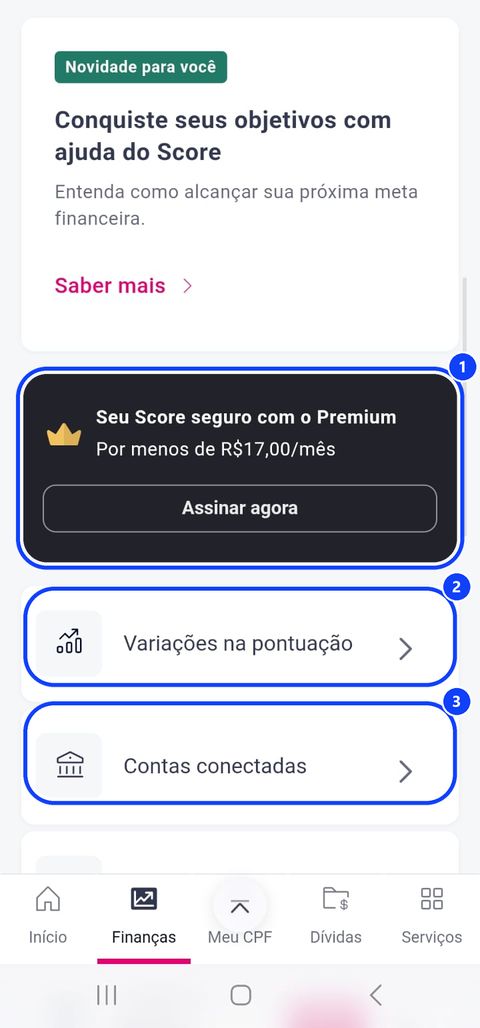 Novidade para você
Conquiste seus objetivos com
ajuda do Score
Entenda como alcançar sua próxima meta
financeira.
Saber mais
1
Seu Score seguro com o Premium
Por menos de R$17,00/mês
Assinar agora
2
Variações na pontuação
3
Contas conectadas
Início
Finanças
Meu CPF
Dívidas
Serviços